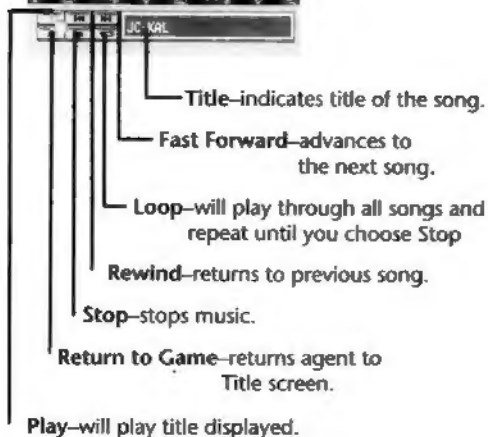 JC-KAL
Title–indicates title of the song.
Fast Forward–advances to
the next song.
Loop–will play through all songs and
repeat until you choose Stop
Rewind–returns to previous song.
Stop–stops music.
Return to Game–returns agent to
Title screen.
Play–will play title displayed.